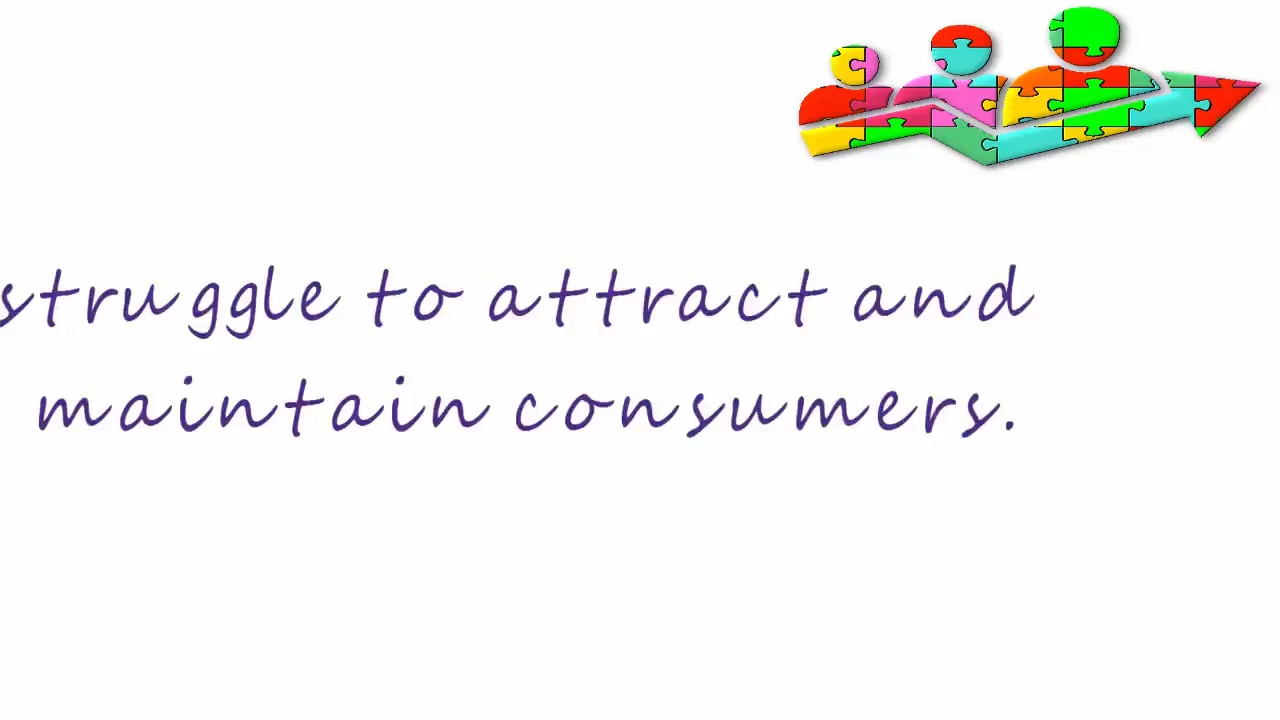 struggle to attract and
maintain consumers.